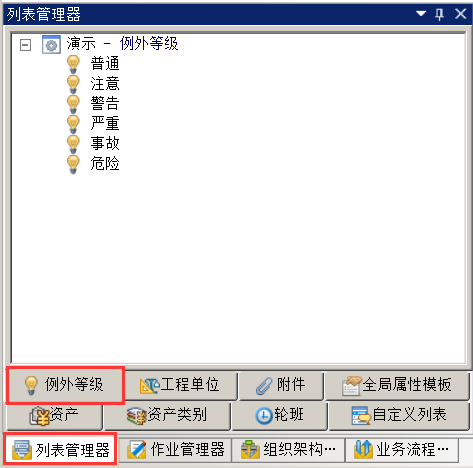 列表管理器
演示 - 例外等级
普通
注意
警告
严重
事故
危险
例外等级 工程单位 附件 全局属性模板
资产 资产类别 轮班 自定义列表
列表管理器 作业管理器 组织架构… 业务流程…